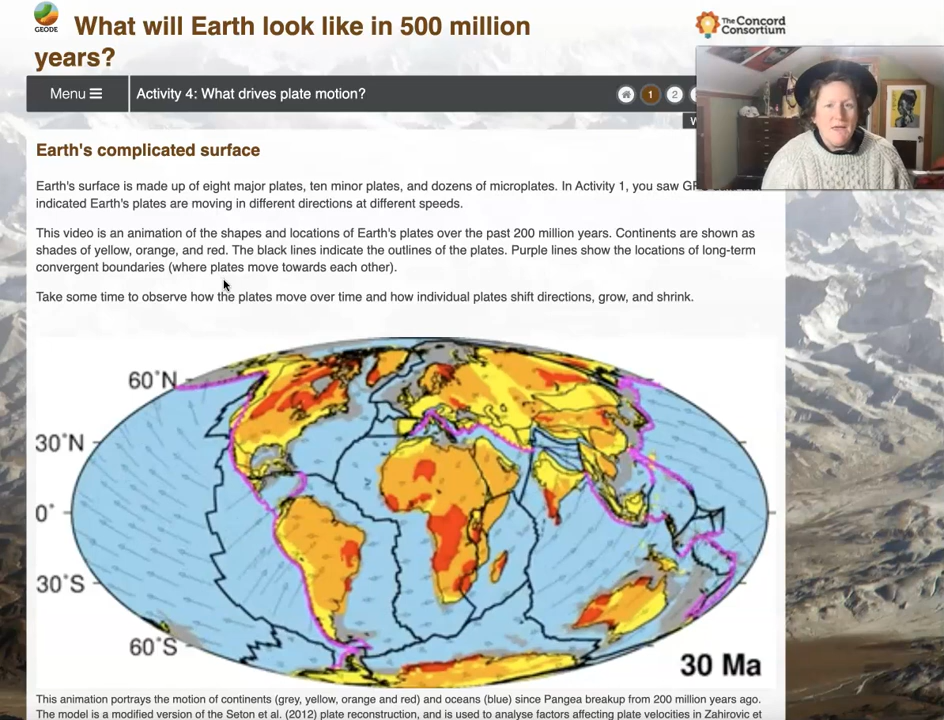 GEODE
What will Earth look like in 500 million
years?
The Concord
Consortium
Menu
Activity 4: What drives plate motion?
1
2
Earth's complicated surface
Earth's surface is made up of eight major plates, ten minor plates, and dozens of microplates. In Activity 1, you saw
indicated Earth's plates are moving in different directions at different speeds.
This video is an animation of the shapes and locations of Earth's plates over the past 200 million years. Continents are shown as
shades of yellow, orange, and red. The black lines indicate the outlines of the plates. Purple lines show the locations of long-term
convergent boundaries (where plates move towards each other).
Take some time to observe how the plates move over time and how individual plates shift directions, grow, and shrink.
60°N
30°N
0°
30°S
60°S
30 Ma
This animation portrays the motion of continents (grey, yellow, orange and red) and oceans (blue) since Pangea breakup from 200 million years ago.
The model is a modified version of the Seton et al. (2012) plate reconstruction, and is used to analyse factors affecting plate velocities in Zahirovic et